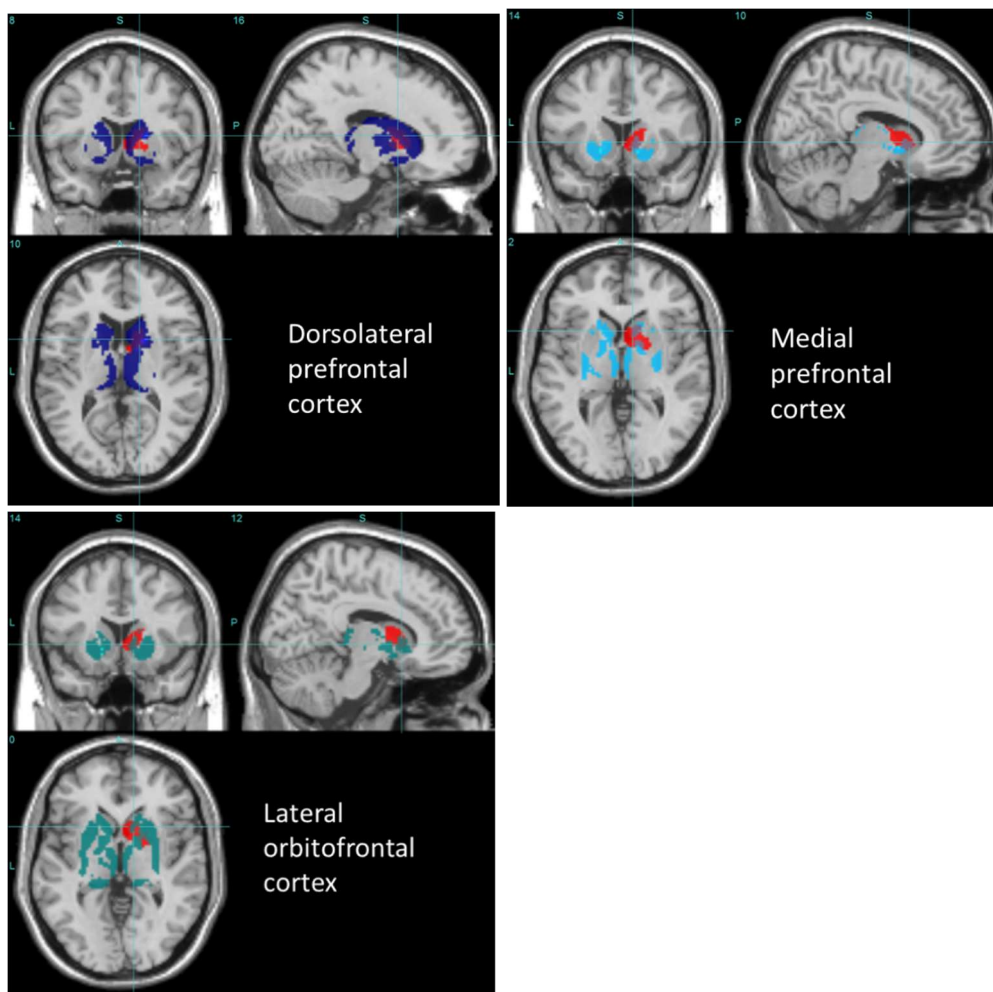 8
S
16
S
L
P
10
A
L
Dorsolateral
prefrontal
cortex
14
S
10
S
L
P
2
A
L
Medial
prefrontal
cortex
14
S
12
S
L
P
0
A
L
Lateral
orbitofrontal
cortex